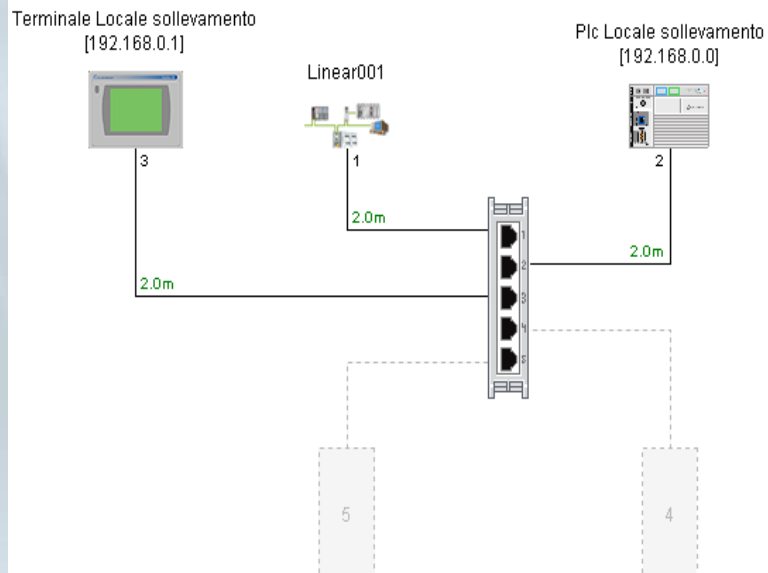 Terminale Locale sollevamento
[192.168.0.1]
Linear001
Plc Locale sollevamento
[192.168.0.0]
3
1
2
2.0m
2.0m
2.0m
1
2
3
4
5
5
4